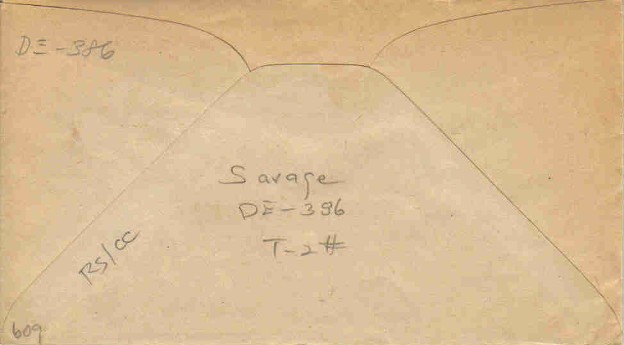 DE-386
Savage
DE-386
T-2#
RS/CC
609